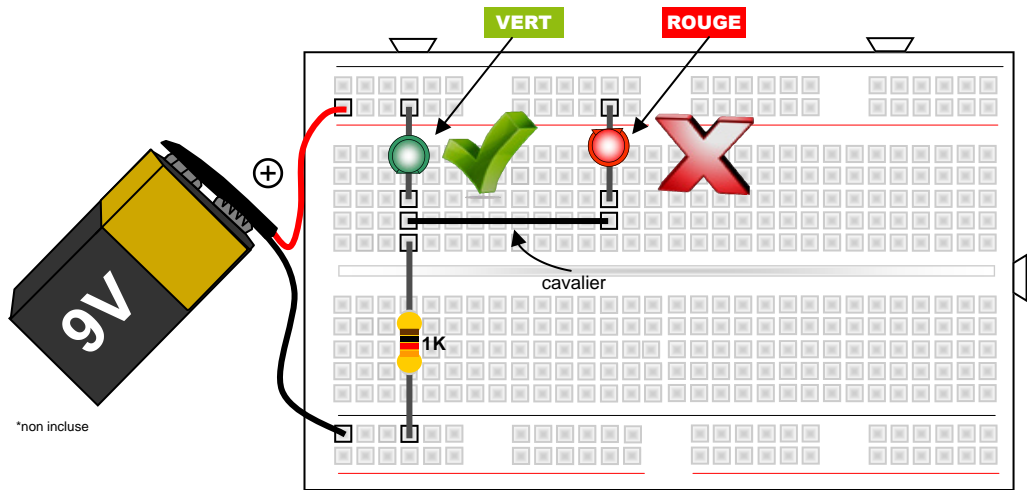 VERT
ROUGE
+
9V
cavalier
1K
*non incluse